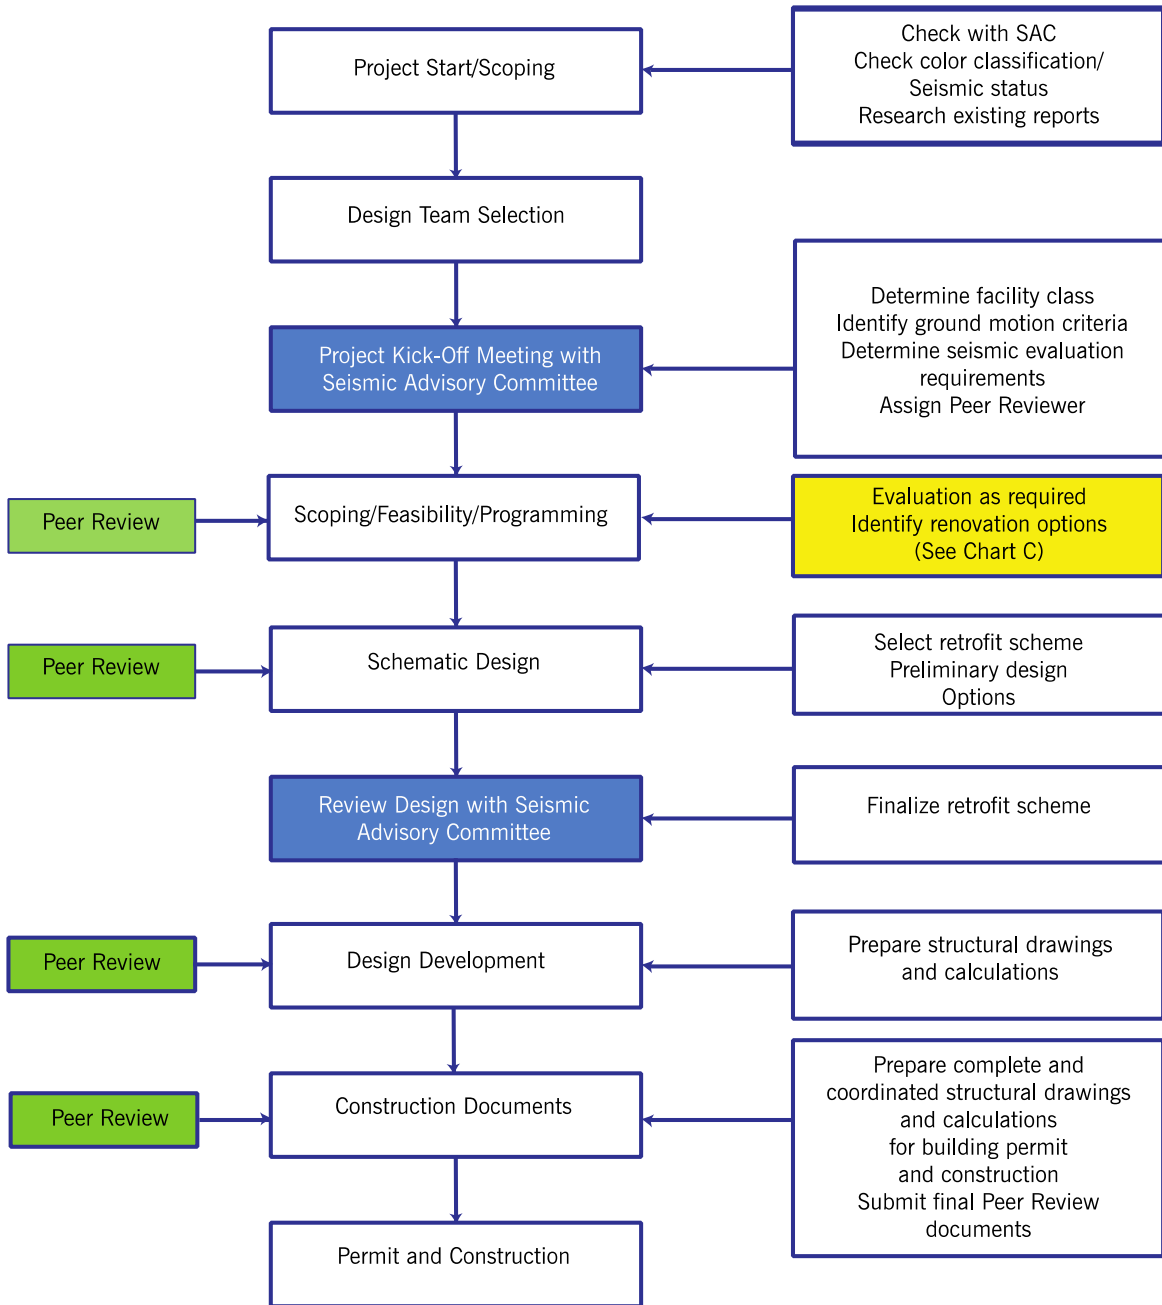 Project Start/Scoping
Check with SAC
Check color classification/
Seismic status
Research existing reports
Design Team Selection
Project Kick-Off Meeting with
Seismic Advisory Committee
Determine facility class
Identify ground motion criteria
Determine seismic evaluation
requirements
Assign Peer Reviewer
Peer Review
Scoping/Feasibility/Programming
Evaluation as required
Identify renovation options
(See Chart C)
Peer Review
Schematic Design
Select retrofit scheme
Preliminary design
Options
Review Design with Seismic
Advisory Committee
Finalize retrofit scheme
Peer Review
Design Development
Prepare structural drawings
and calculations
Peer Review
Construction Documents
Prepare complete and
coordinated structural drawings
and calculations
for building permit
and construction
Submit final Peer Review
documents
Permit and Construction